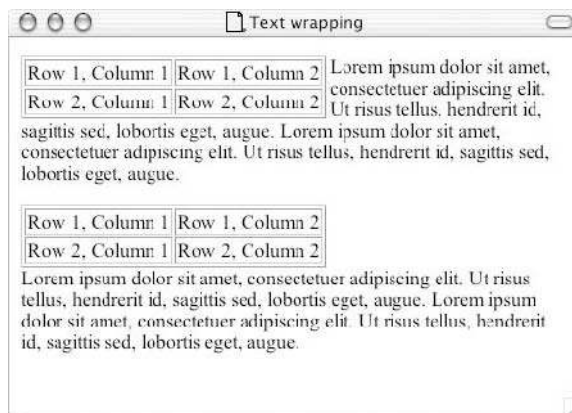 Text wrapping
Row 1, Column 1 Row 1, Column 2
Row 2, Column 1 Row 2, Column 2
Lorem ipsum dolor sit amet,
consectetuer adipiscing elit.
Ut risus tellus, hendrerit id,
sagittis sed, lobortis eget, augue. Lorem ipsum dolor sit amet,
consectetuer adipiscing elit. Ut risus tellus, hendrerit id, sagittis sed,
lobortis eget, augue.
Row 1, Column 1 Row 1, Column 2
Row 2, Column 1 Row 2, Column 2
Lorem ipsum dolor sit amet, consectetuer adipiscing elit. Ut risus
tellus, hendrerit id, sagittis sed, lobortis eget, augue. Lorem ipsum
dolor sit amet, consectetuer adipiscing elit. Ut risus tellus, hendrerit
id, sagittis sed, lobortis eget, augue.